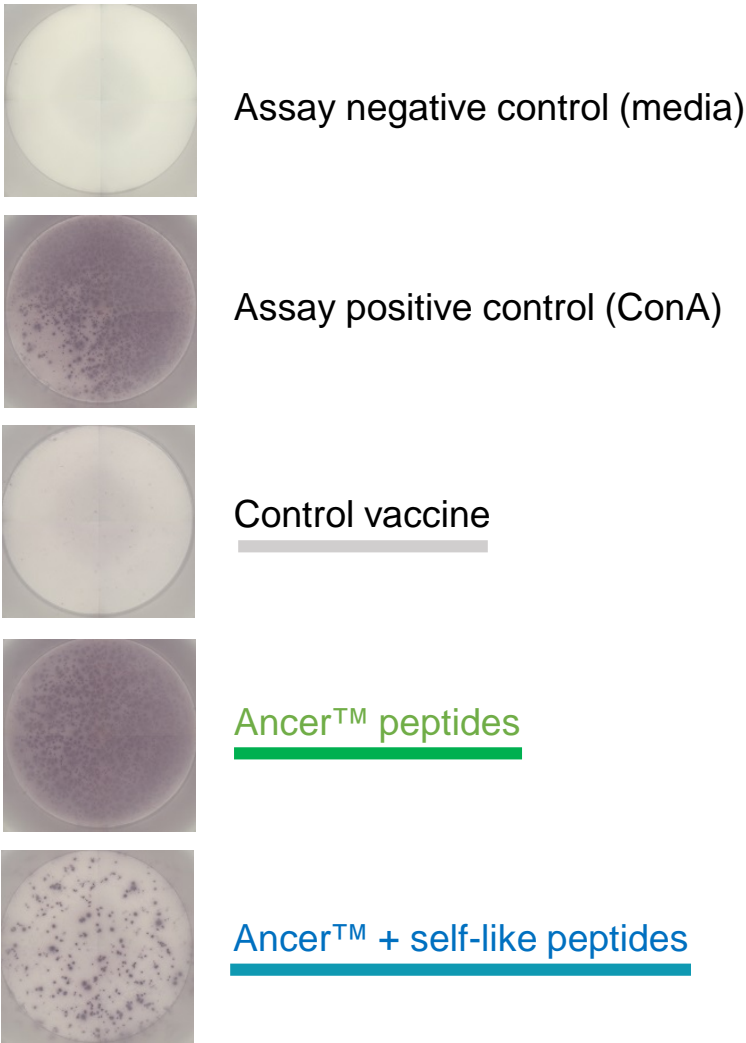 Assay negative control (media)
Assay positive control (ConA)
Control vaccine
Ancer™ peptides
Ancer™ + self-like peptides